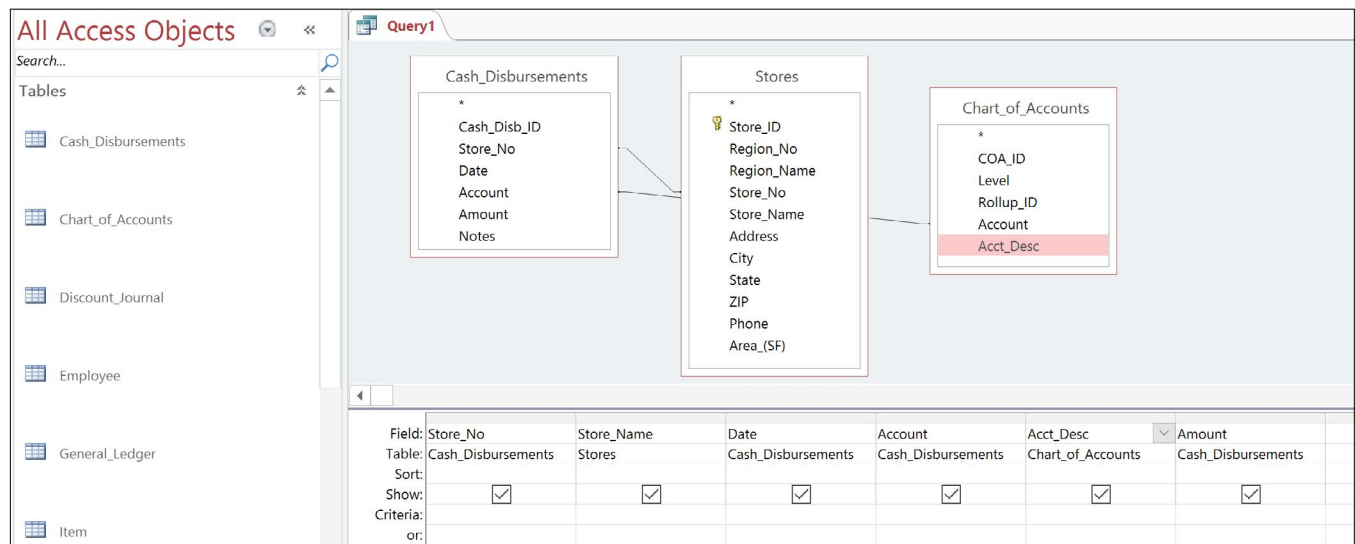 All Access Objects
Search...
Tables
Cash_Disbursements
Chart_of_Accounts
Discount_Journal
Employee
General_Ledger
Item
Query1
Cash_Disbursements
*
Cash_Disb_ID
Store_No
Date
Account
Amount
Notes
Stores
*
Store_ID
Region_No
Region_Name
Store_No
Store_Name
Address
City
State
ZIP
Phone
Area_(SF)
Chart_of_Accounts
*
COA_ID
Level
Rollup_ID
Account
Acct_Desc
Field: Store_No Store_Name Date Account Acct_Desc Amount
Table: Cash_Disbursements Stores Cash_Disbursements Cash_Disbursements Chart_of_Accounts Cash_Disbursements
Sort:
Show:
Criteria:
or: